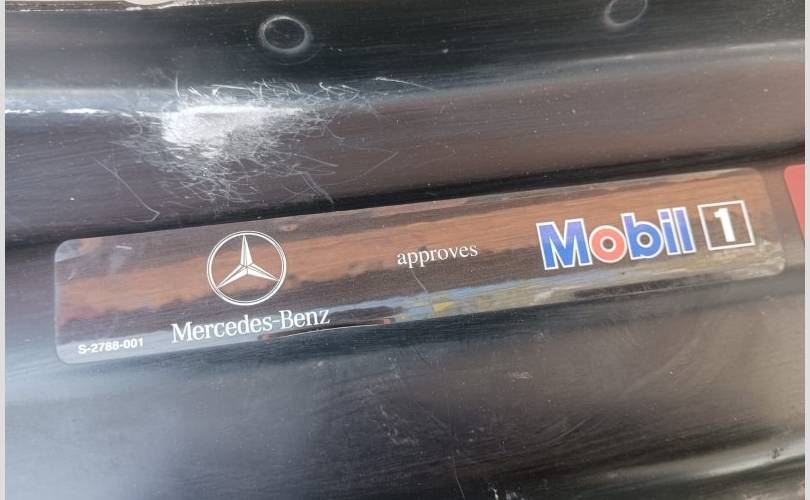 approves
Mobil 1
Mercedes-Benz
S-2788-001